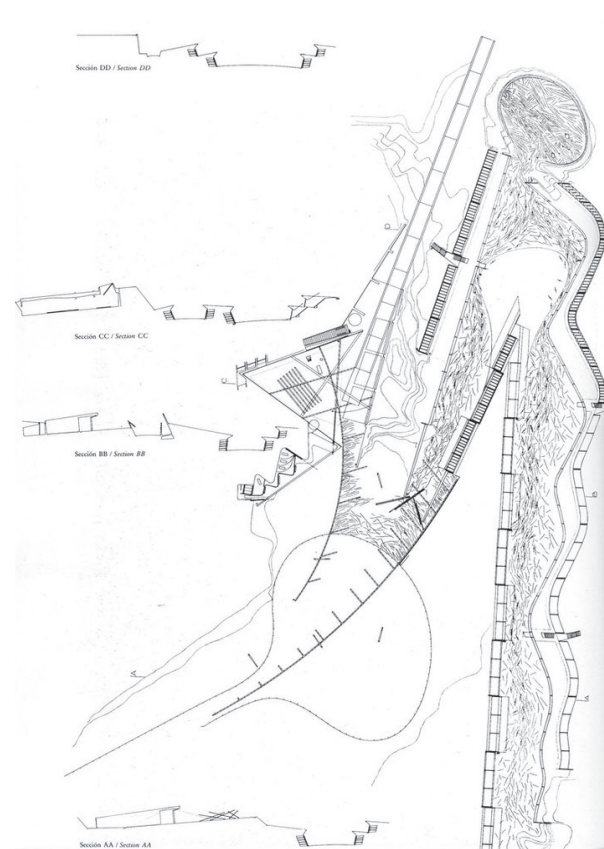 Sección DD / Section DD
Sección CC / Section CC
Sección BB / Section BB
Sección AA / Section AA